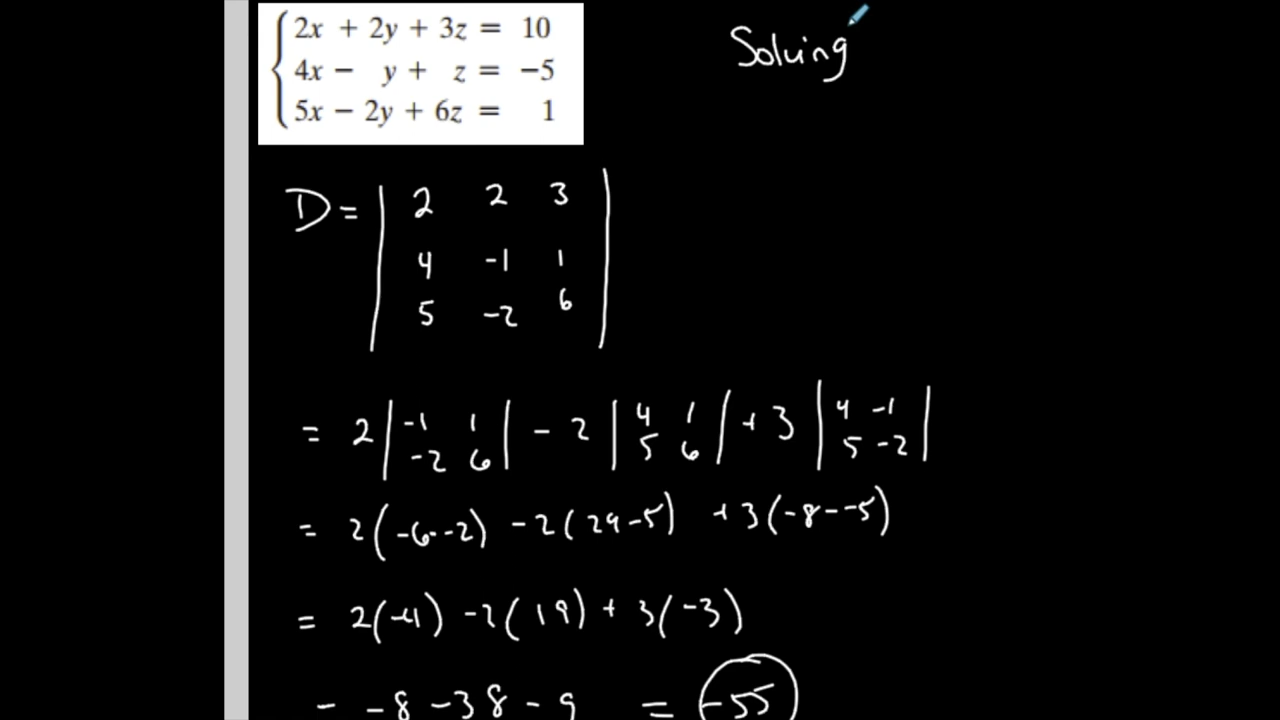 2x + 2y + 3z = 10
4x − y + z = −5
5x − 2y + 6z = 1
Solving
D = | 2 2 3 |
| 4 -1 1 |
| 5 -2 6 |
= 2 | -1 1 | - 2 | 4 1 | + 3 | 4 -1 |
| -2 6 | | 5 6 | | 5 -2 |
= 2(-6--2) -2(24-5) +3(-8--5)
= 2(-4) -2(19) + 3(-3)
- -8 -38 -9 = -55